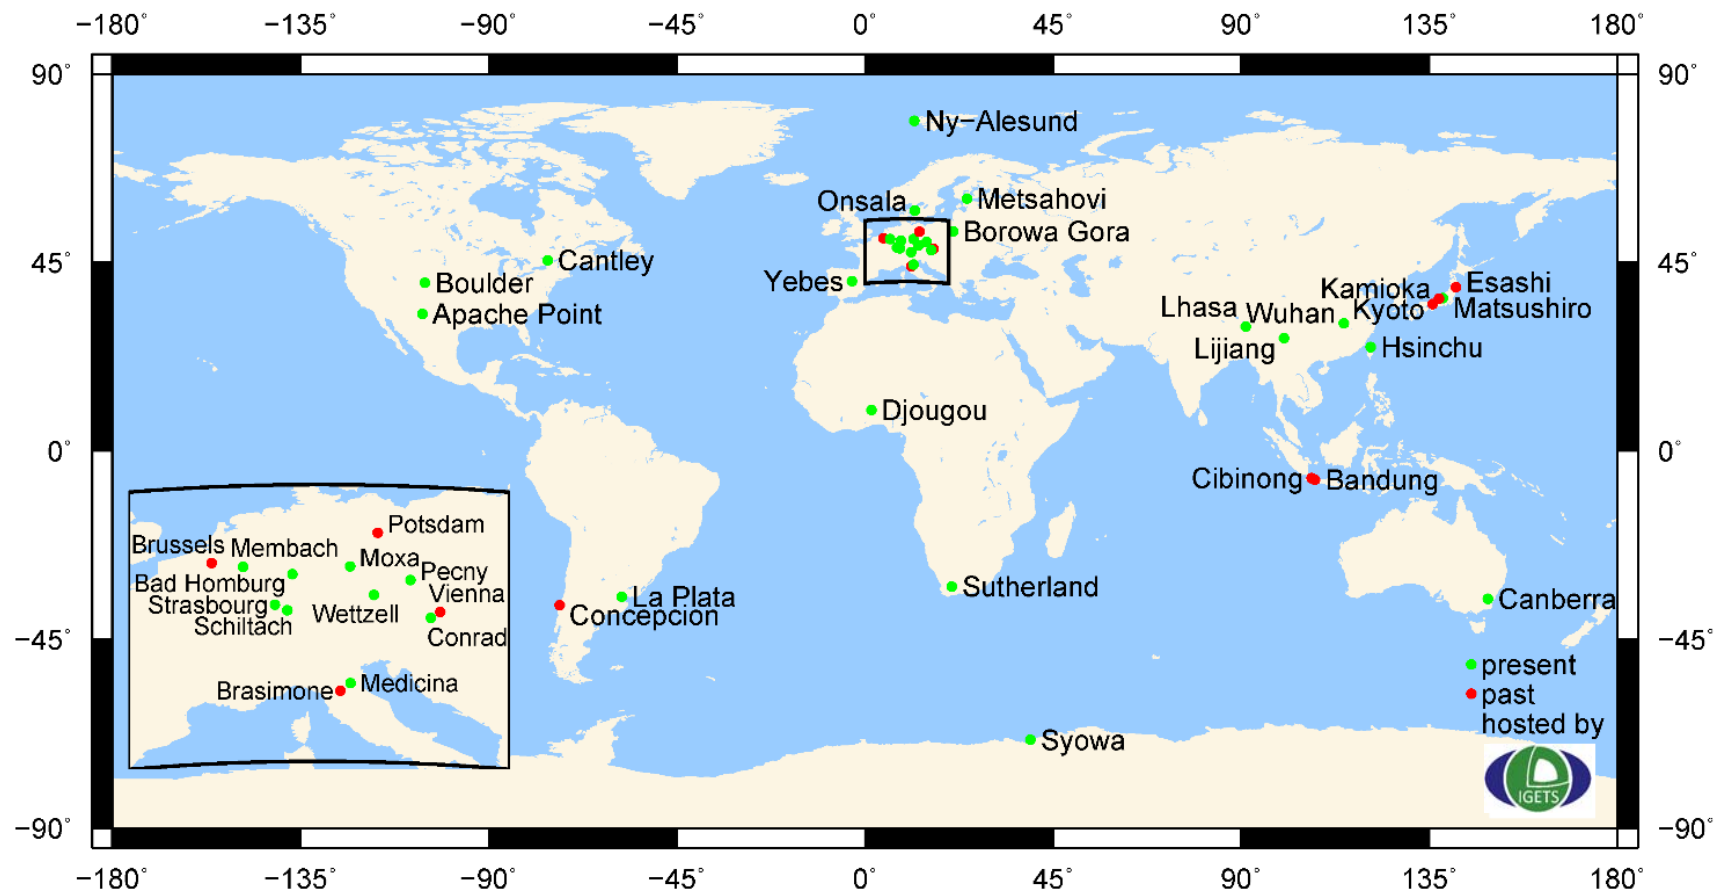 −180° −135° −90° −45° 0° 45° 90° 135° 180°
90° 90°
Ny−Alesund
Onsala Metsahovi
Borowa Gora
45° Cantley 45°
Boulder Yebes Esashi
Kamioka
Apache Point Lhasa Wuhan Kyoto Matsushiro
Lijiang Hsinchu
Djougou
0° 0°
Cibinong Bandung
Potsdam
Brussels Membach
Moxa
Bad Homburg Pecny
Sutherland
Strasbourg Vienna La Plata Canberra
Schiltach Wettzell Concepción
Conrad
−45° −45°
present
Brasimone Medicina past
hosted by
Syowa
IGETS
−90° −90°
−180° −135° −90° −45° 0° 45° 90° 135° 180°